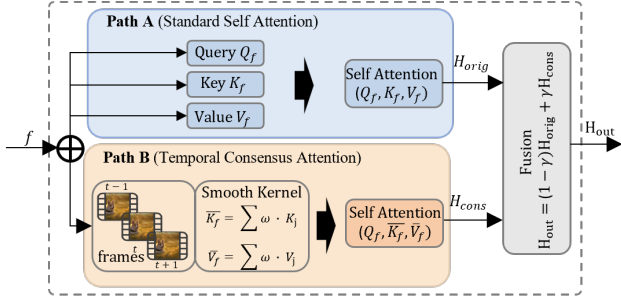 Path A (Standard Self Attention)
Query Q_f
Key K_f
Value V_f
Self Attention
(Q_f, K_f, V_f)
H_orig
f
Path B (Temporal Consensus Attention)
t − 1
t
t + 1
frames
Smooth Kernel
K̅_f = ∑ ω · K_j
V̅_f = ∑ ω · V_j
Self Attention
(Q_f, K̅_f, V̅_f)
H_cons
Fusion
H_out = (1 − γ)H_orig + γH_cons
H_out